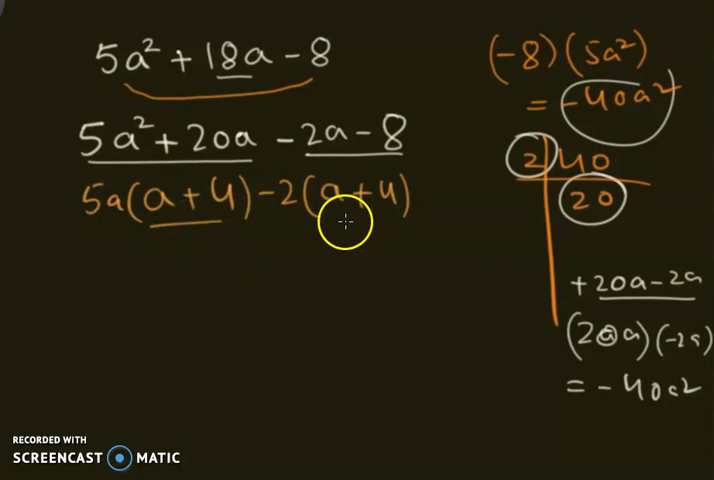 5a² + 18a - 8
5a² + 20a - 2a - 8
5a(a + 4) - 2(a + 4)
(-8) (5a²)
= -40a²
2 40
20
+20a - 2a
(20a) (-2a)
= -40a²
RECORDED WITH
SCREENCAST MATIC